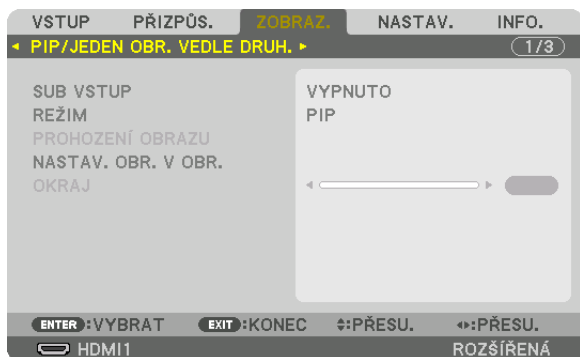 VSTUP PŘIZPŮS. ZOBRAZ. NASTAV. INFO.
PIP/JEDEN OBR. VEDLE DRUH. 1/3
SUB VSTUP VYPNUTO
REŽIM PIP
PROHOZENÍ OBRAZU
NASTAV. OBR. V OBR.
OKRAJ
ENTER:VYBRAT EXIT:KONEC :PŘESU. :PŘESU.
HDMI1 ROZŠÍŘENÁ